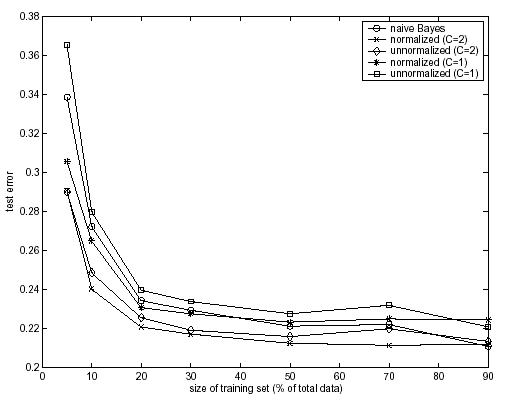 0.38
0.36
0.34
0.32
0.3
0.28
0.26
0.24
0.22
0.2
test error
naive Bayes
normalized (C=2)
unnormalized (C=2)
normalized (C=1)
unnormalized (C=1)
0 10 20 30 40 50 60 70 80 90
size of training set (% of total data)